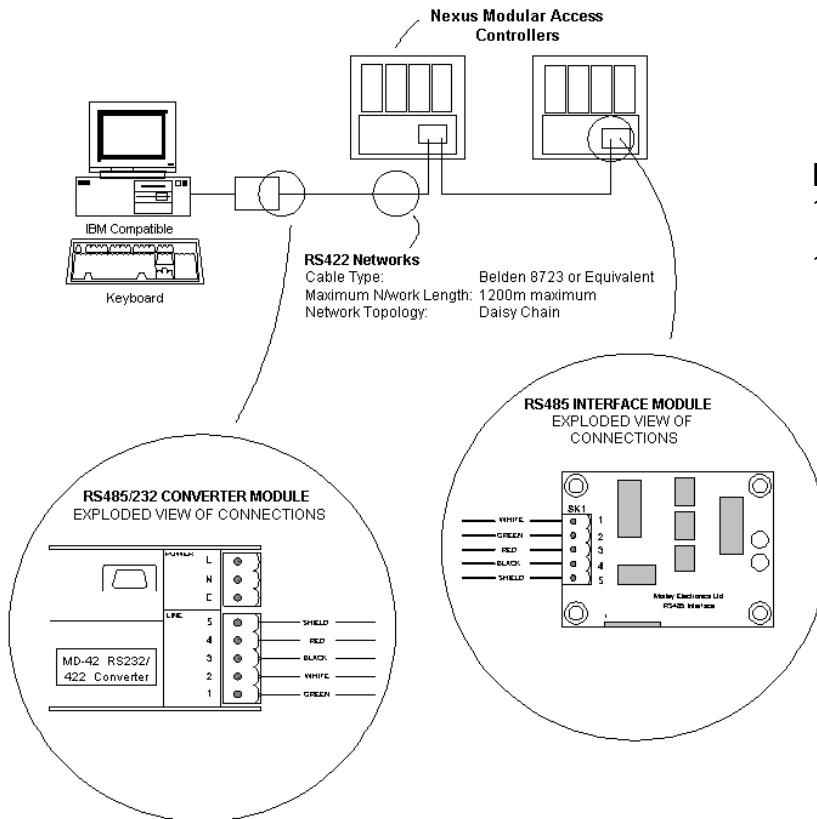 Nexus Modular Access
Controllers
IBM Compatible
Keyboard
RS422 Networks
Cable Type: Belden 8723 or Equivalent
Maximum N/work Length: 1200m maximum
Network Topology: Daisy Chain
RS485 INTERFACE MODULE
EXPLODED VIEW OF
CONNECTIONS
SK1
WHITE 1
GREEN 2
RED 3
BLACK 4
SHIELD 5
Morley Electronics Ltd
RS485 Interface
RS485/232 CONVERTER MODULE
EXPLODED VIEW OF CONNECTIONS
POWER
L
N
E
LINE
5 SHIELD
4 RED
3 BLACK
2 WHITE
1 GREEN
MD-42 RS232/
422 Converter